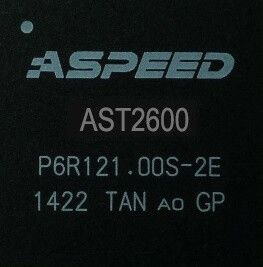 ASPEED
AST2600
P6R121.00S-2E
1422 TAN A0 GP